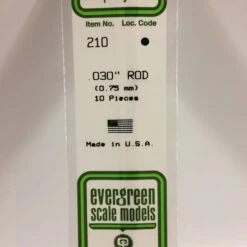 Item No. Loc. Code
210
.030" ROD
(0.75 mm)
10 Pieces
Made in U.S.A.
evergreen
scale models